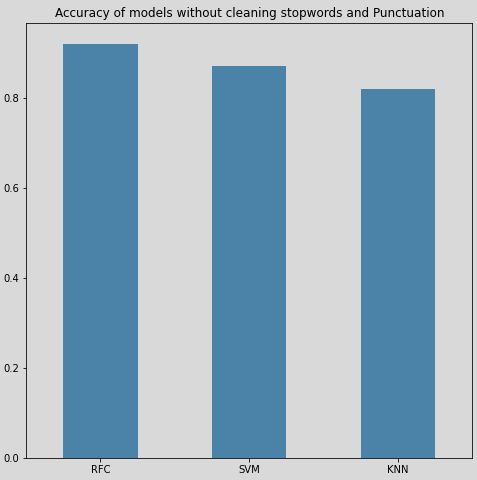 Accuracy of models without cleaning stopwords and Punctuation
0.8
0.6
0.4
0.2
0.0
RFC SVM KNN